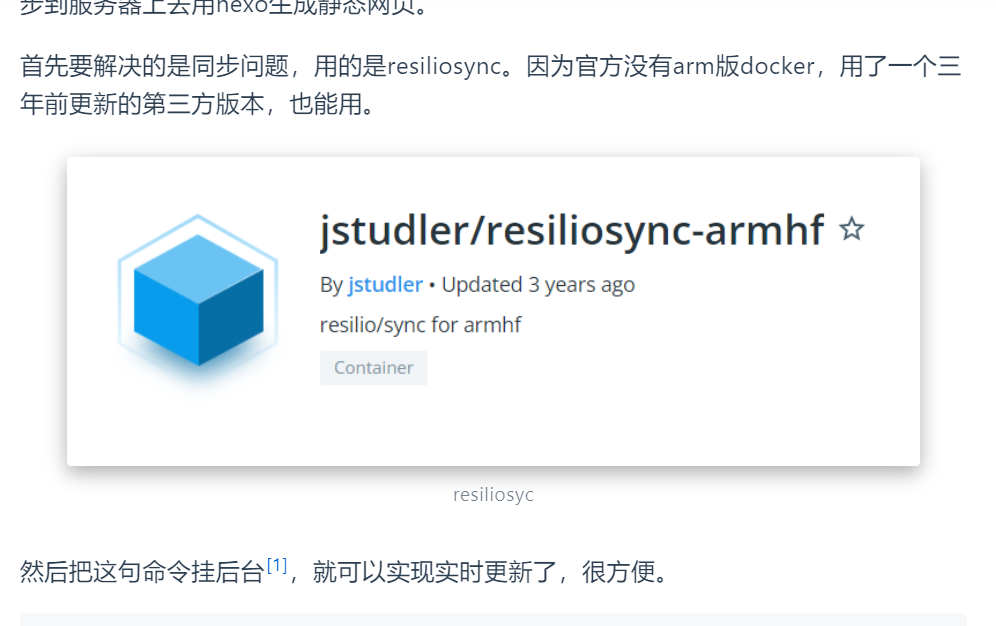 步到服务器上去用hexo生成静态网页。
首先要解决的是同步问题，用的是resiliosync。因为官方没有arm版docker，用了一个三
年前更新的第三方版本，也能用。
jstudler/resiliosync-armhf
By jstudler • Updated 3 years ago
resilio/sync for armhf
Container
resiliosyc
然后把这句命令挂后台[1]，就可以实现实时更新了，很方便。